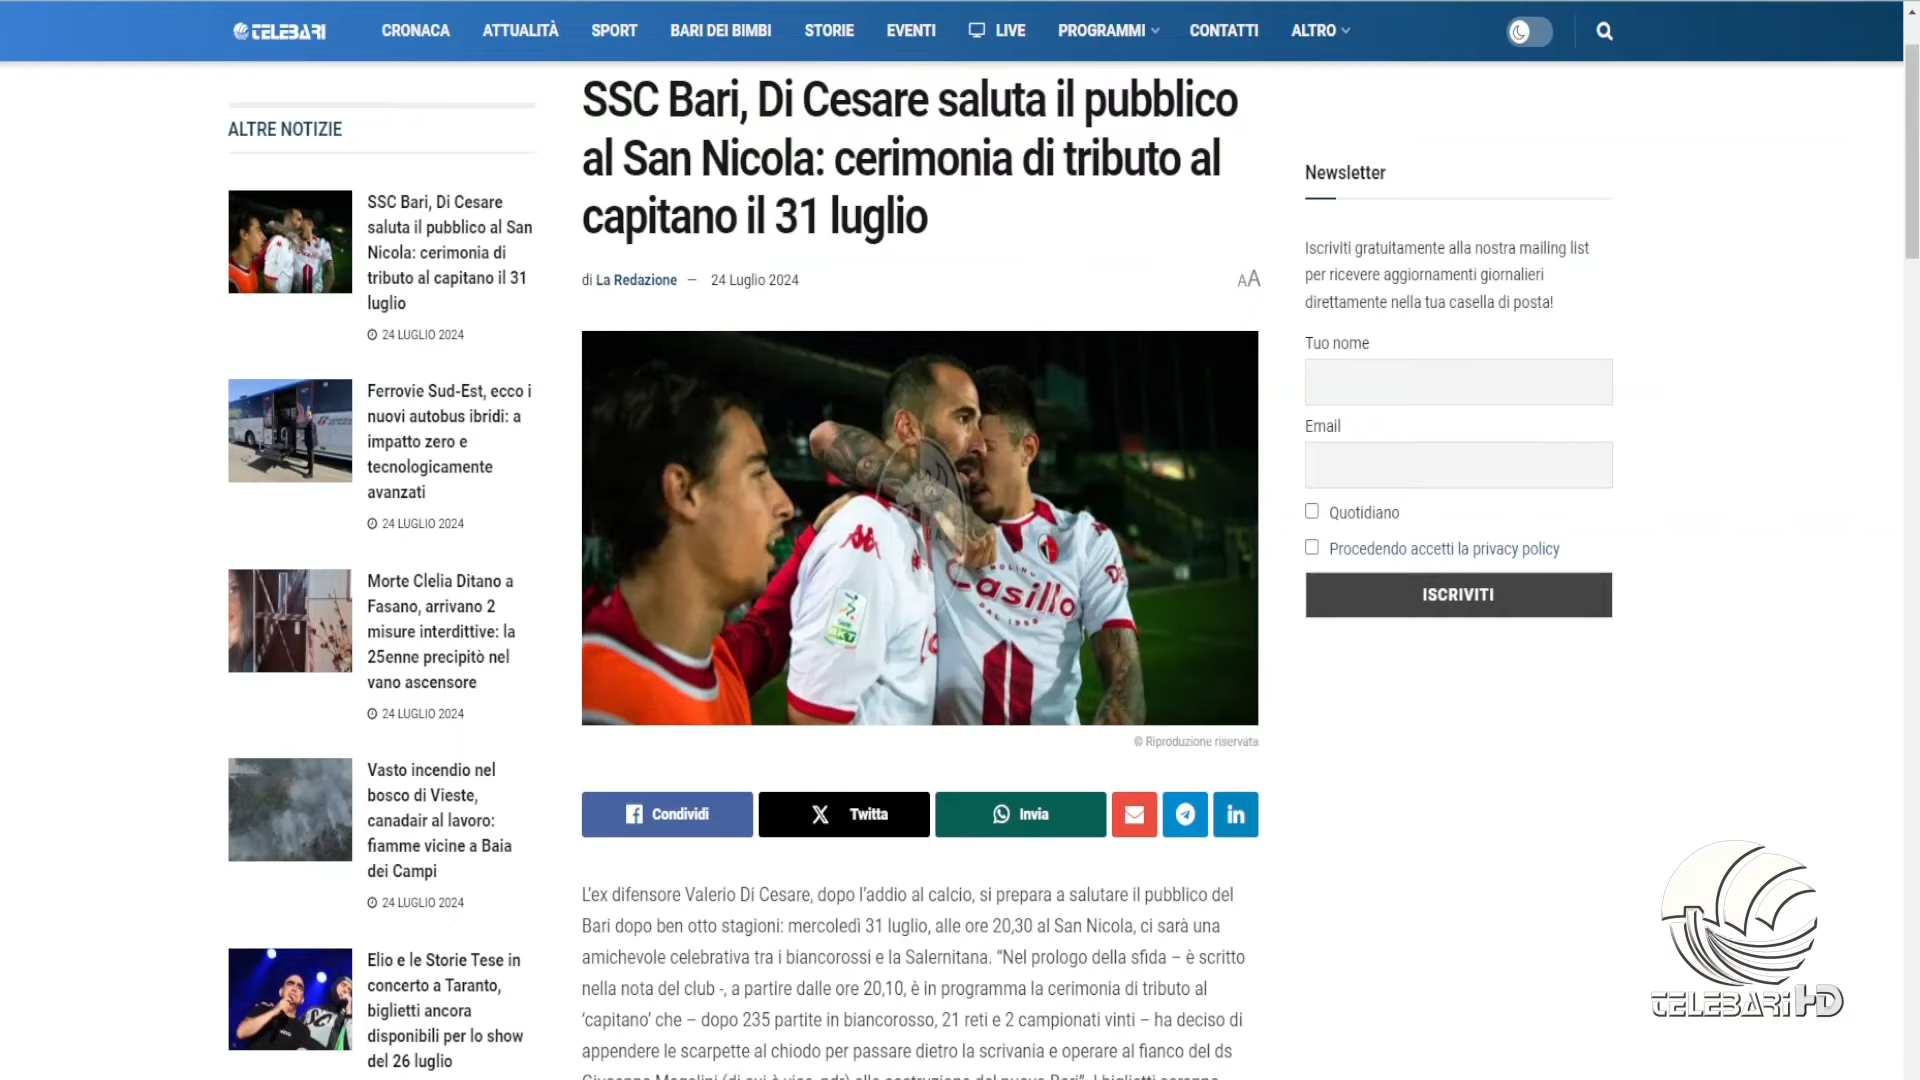 TELEBARI
CRONACA
ATTUALITÀ
SPORT
BARI DEI BIMBI
STORIE
EVENTI
LIVE
PROGRAMMI
CONTATTI
ALTRO
ALTRE NOTIZIE
SSC Bari, Di Cesare
saluta il pubblico al San
Nicola: cerimonia di
tributo al capitano il 31
luglio
24 LUGLIO 2024
Ferrovie Sud-Est, ecco i
nuovi autobus ibridi: a
impatto zero e
tecnologicamente
avanzati
24 LUGLIO 2024
Morte Clelia Ditano a
Fasano, arrivano 2
misure interdittive: la
25enne precipitò nel
vano ascensore
24 LUGLIO 2024
Vasto incendio nel
bosco di Vieste,
canadair al lavoro:
fiamme vicine a Baia
dei Campi
24 LUGLIO 2024
Elio e le Storie Tese in
concerto a Taranto,
biglietti ancora
disponibili per lo show
del 26 luglio
SSC Bari, Di Cesare saluta il pubblico
al San Nicola: cerimonia di tributo al
capitano il 31 luglio
di La Redazione — 24 Luglio 2024
AA
MOLINO
Casillo
DAL 1958
BKT
© Riproduzione riservata
Condividi
Twitta
Invia
L'ex difensore Valerio Di Cesare, dopo l'addio al calcio, si prepara a salutare il pubblico del
Bari dopo ben otto stagioni: mercoledì 31 luglio, alle ore 20,30 al San Nicola, ci sarà una
amichevole celebrativa tra i biancorossi e la Salernitana. “Nel prologo della sfida – è scritto
nella nota del club -, a partire dalle ore 20,10, è in programma la cerimonia di tributo al
‘capitano’ che – dopo 235 partite in biancorosso, 21 reti e 2 campionati vinti – ha deciso di
appendere le scarpette al chiodo per passare dietro la scrivania e operare al fianco del ds
Newsletter
Iscriviti gratuitamente alla nostra mailing list
per ricevere aggiornamenti giornalieri
direttamente nella tua casella di posta!
Tuo nome
Email
Quotidiano
Procedendo accetti la privacy policy
ISCRIVITI
TELEBARI HD